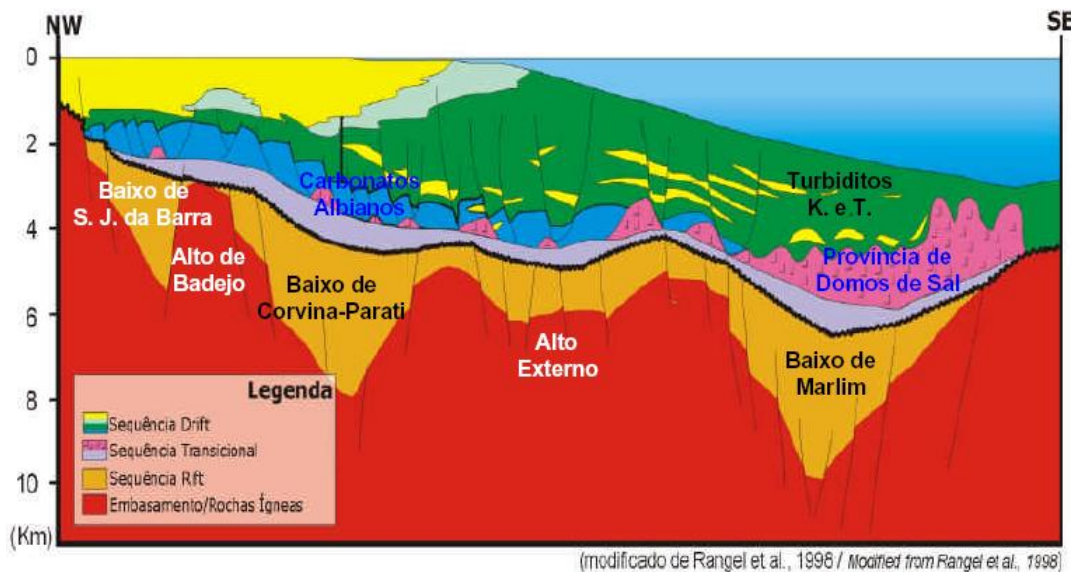 NW
SE
0
2
4
6
8
10
(Km)
Baixo de
S. J. da Barra
Alto de
Badejo
Baixo de
Corvina-Parati
Carbonatos
Albianos
Alto
Externo
Turbiditos
K. e T.
Província de
Domos de Sal
Baixo de
Marlim
Legenda
Sequência Drift
Sequência Transicional
Sequência Rift
Embasamento/Rochas Ígneas
(modificado de Rangel et al., 1998 / Modified from Rangel et al., 1998)